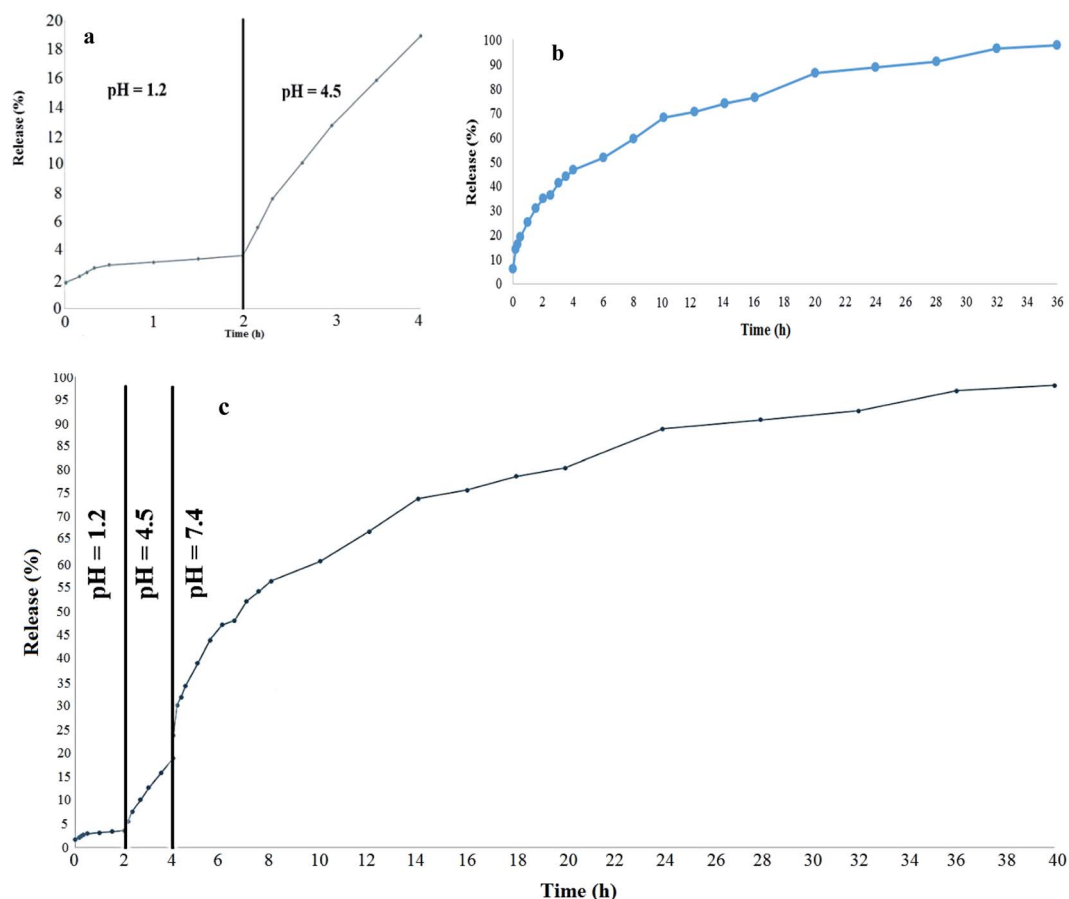 a
20
18
16
14
12
10
8
6
4
2
0
Release (%)
pH = 1.2
pH = 4.5
0 1 2 3 4
Time (h)
b
100
90
80
70
60
50
40
30
20
10
0
Release (%)
0 2 4 6 8 10 12 14 16 18 20 22 24 26 28 30 32 34 36
Time (h)
c
100
95
90
85
80
75
70
65
60
55
50
45
40
35
30
25
20
15
10
5
0
Release (%)
pH = 1.2
pH = 4.5
pH = 7.4
0 2 4 6 8 10 12 14 16 18 20 22 24 26 28 30 32 34 36 38 40
Time (h)